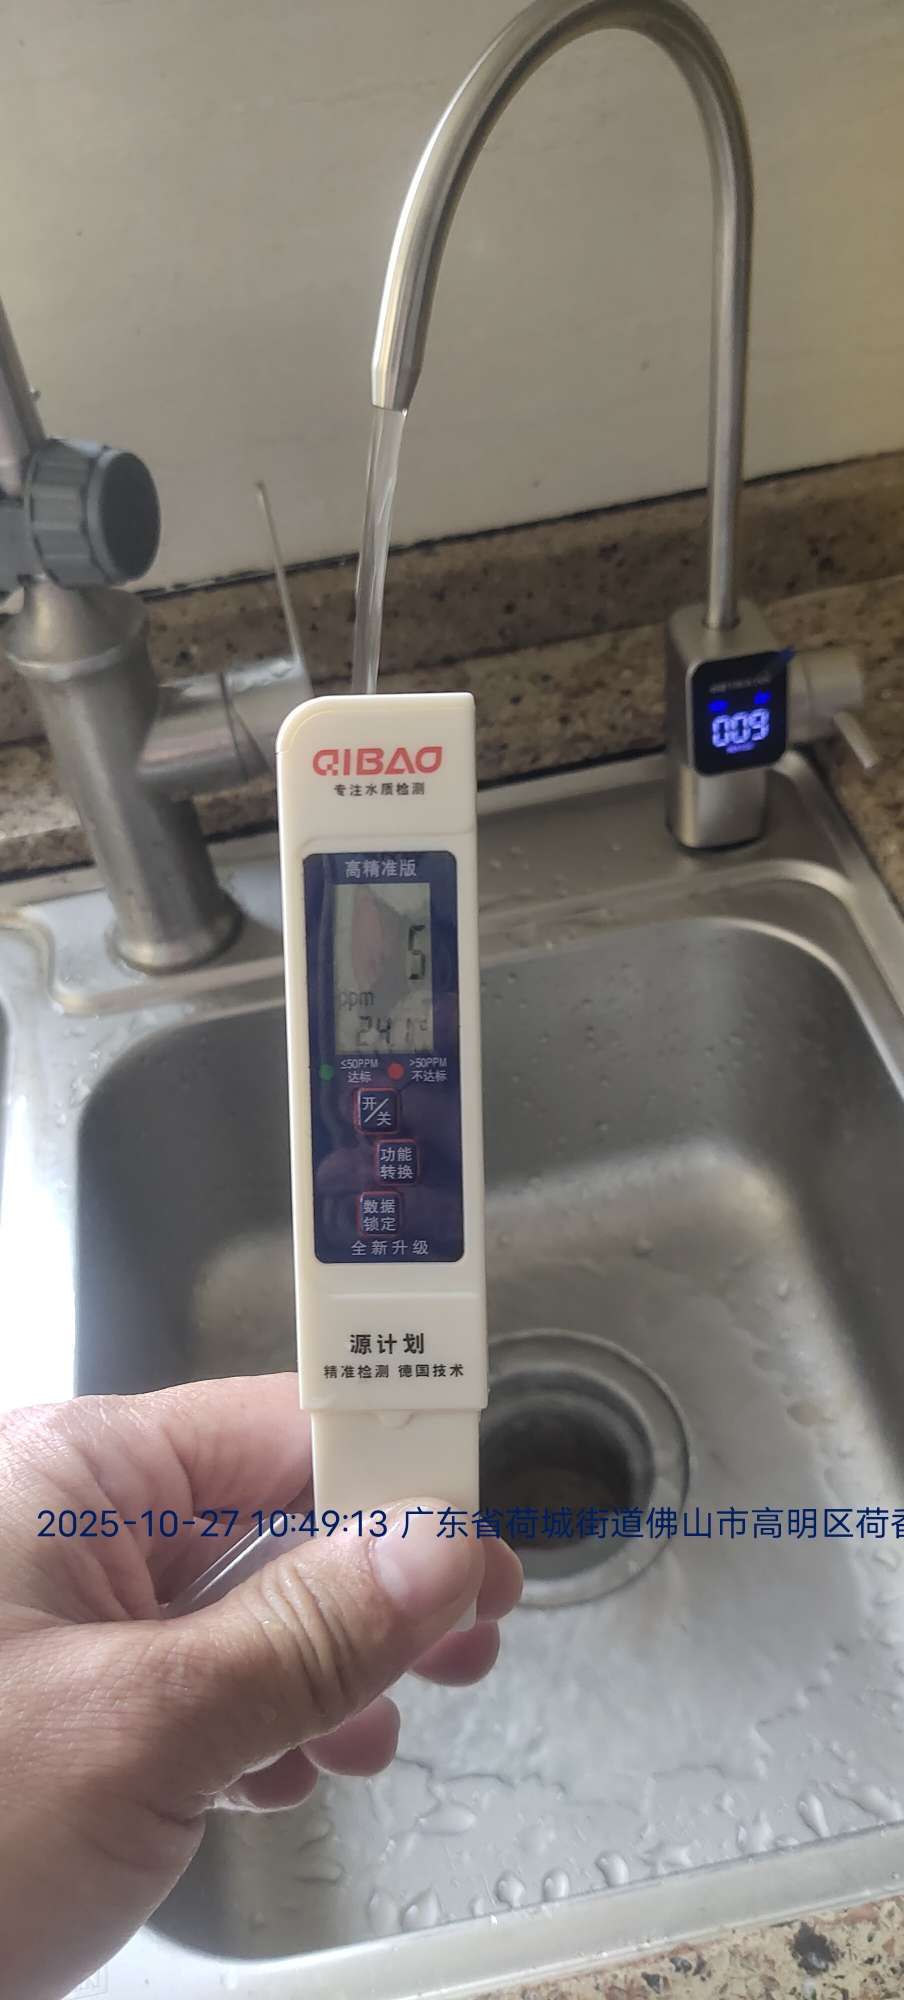 009
QIBAO
专注水质检测
高精准版
5
ppm
24.1℃
≤50PPM
达标
>50PPM
不达标
开/关
功能
转换
数据
锁定
全新升级
源计划
精准检测 德国技术
2025-10-27 10:49:13 广东省荷城街道佛山市高明区荷